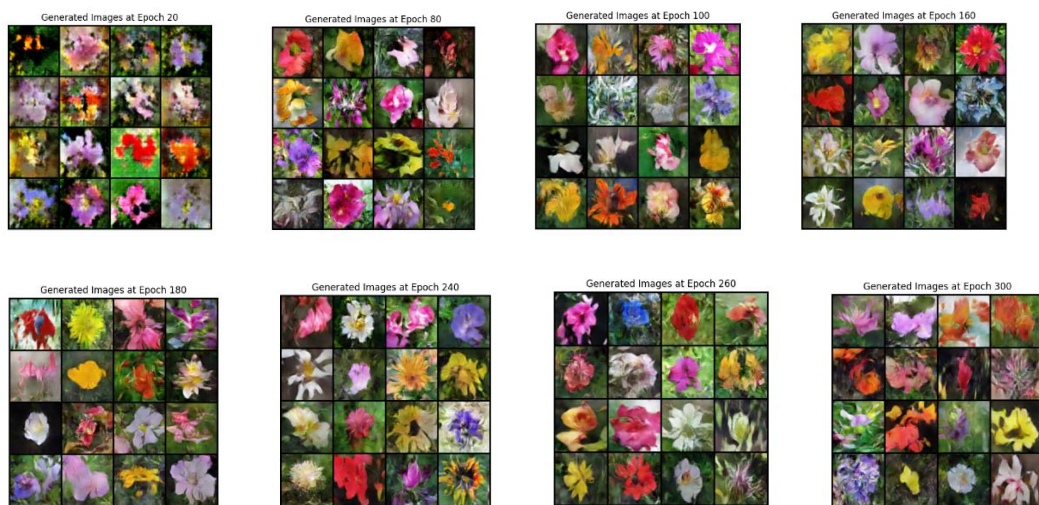 Generated Images at Epoch 20
Generated Images at Epoch 80
Generated Images at Epoch 100
Generated Images at Epoch 160
Generated Images at Epoch 180
Generated Images at Epoch 240
Generated Images at Epoch 260
Generated Images at Epoch 300